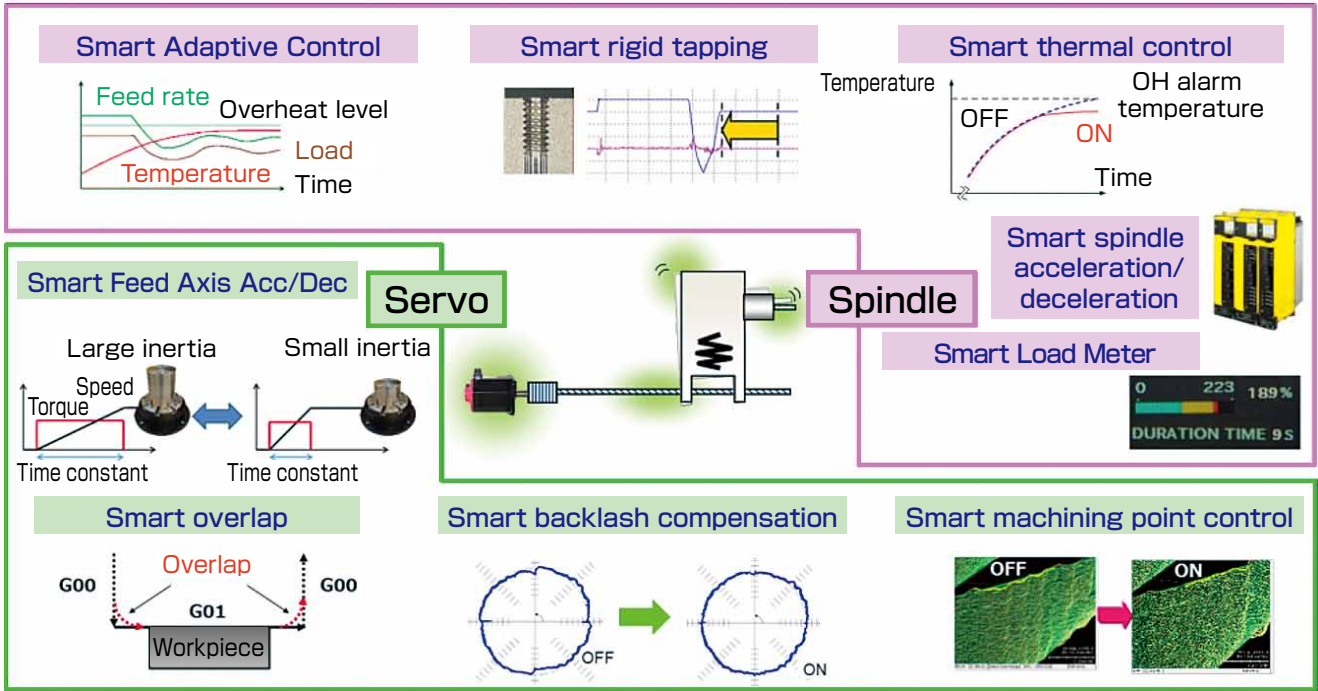 Smart Adaptive Control
Feed rate
Overheat level
Load
Temperature
Time
Smart rigid tapping
Smart thermal control
Temperature
OH alarm
temperature
OFF
ON
Time
Smart spindle
acceleration/
deceleration
Spindle
Smart Load Meter
0 223 189%
DURATION TIME 9S
Servo
Smart Feed Axis Acc/Dec
Large inertia
Small inertia
Speed
Torque
Time constant
Time constant
Smart overlap
Overlap
G00
G00
G01
Workpiece
Smart backlash compensation
OFF
ON
Smart machining point control
OFF
ON